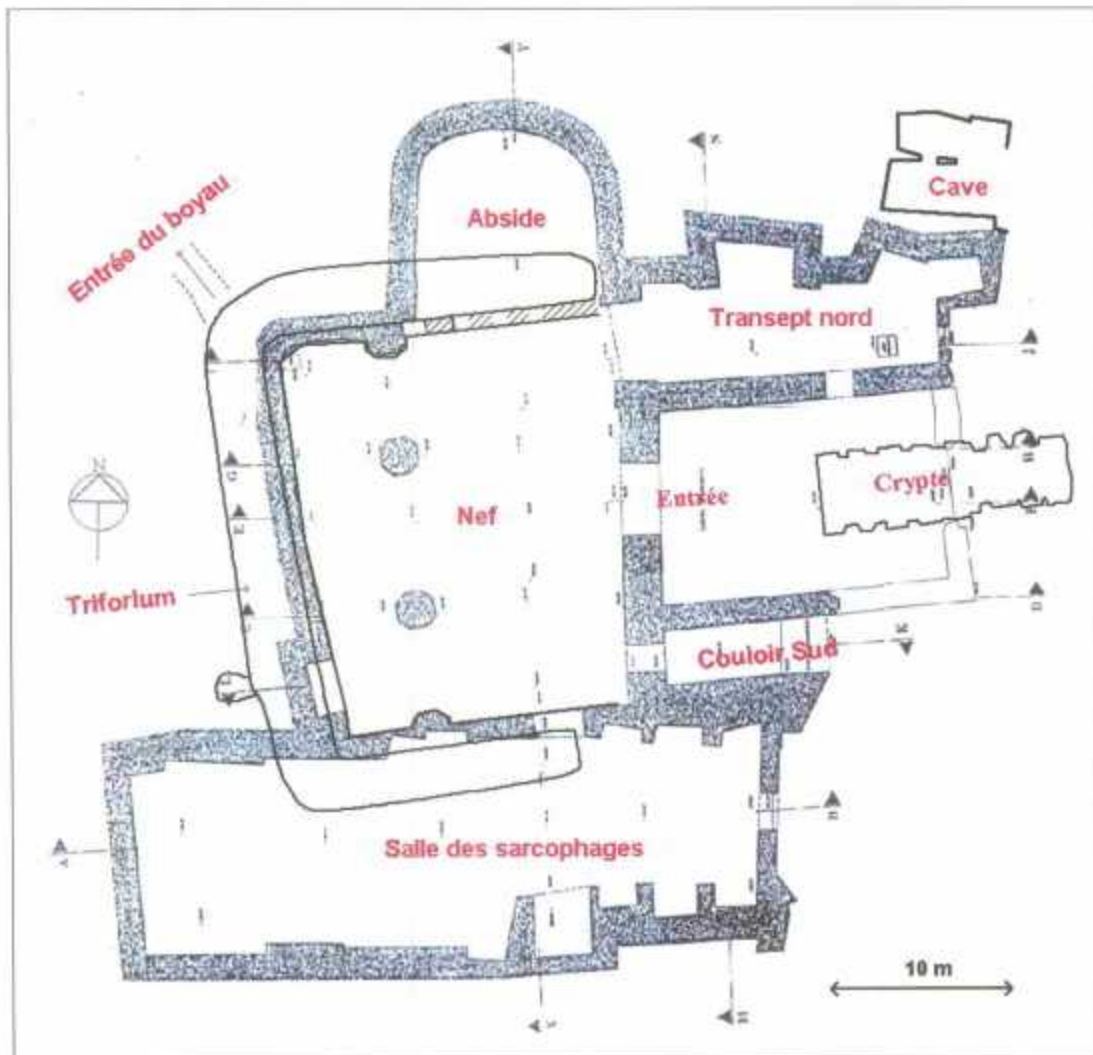 Entrée du boyau
Abside
Cave
Transept nord
N
Nef
Entrée
Crypte
Triforium
Couloir Sud
Salle des sarcophages
10 m